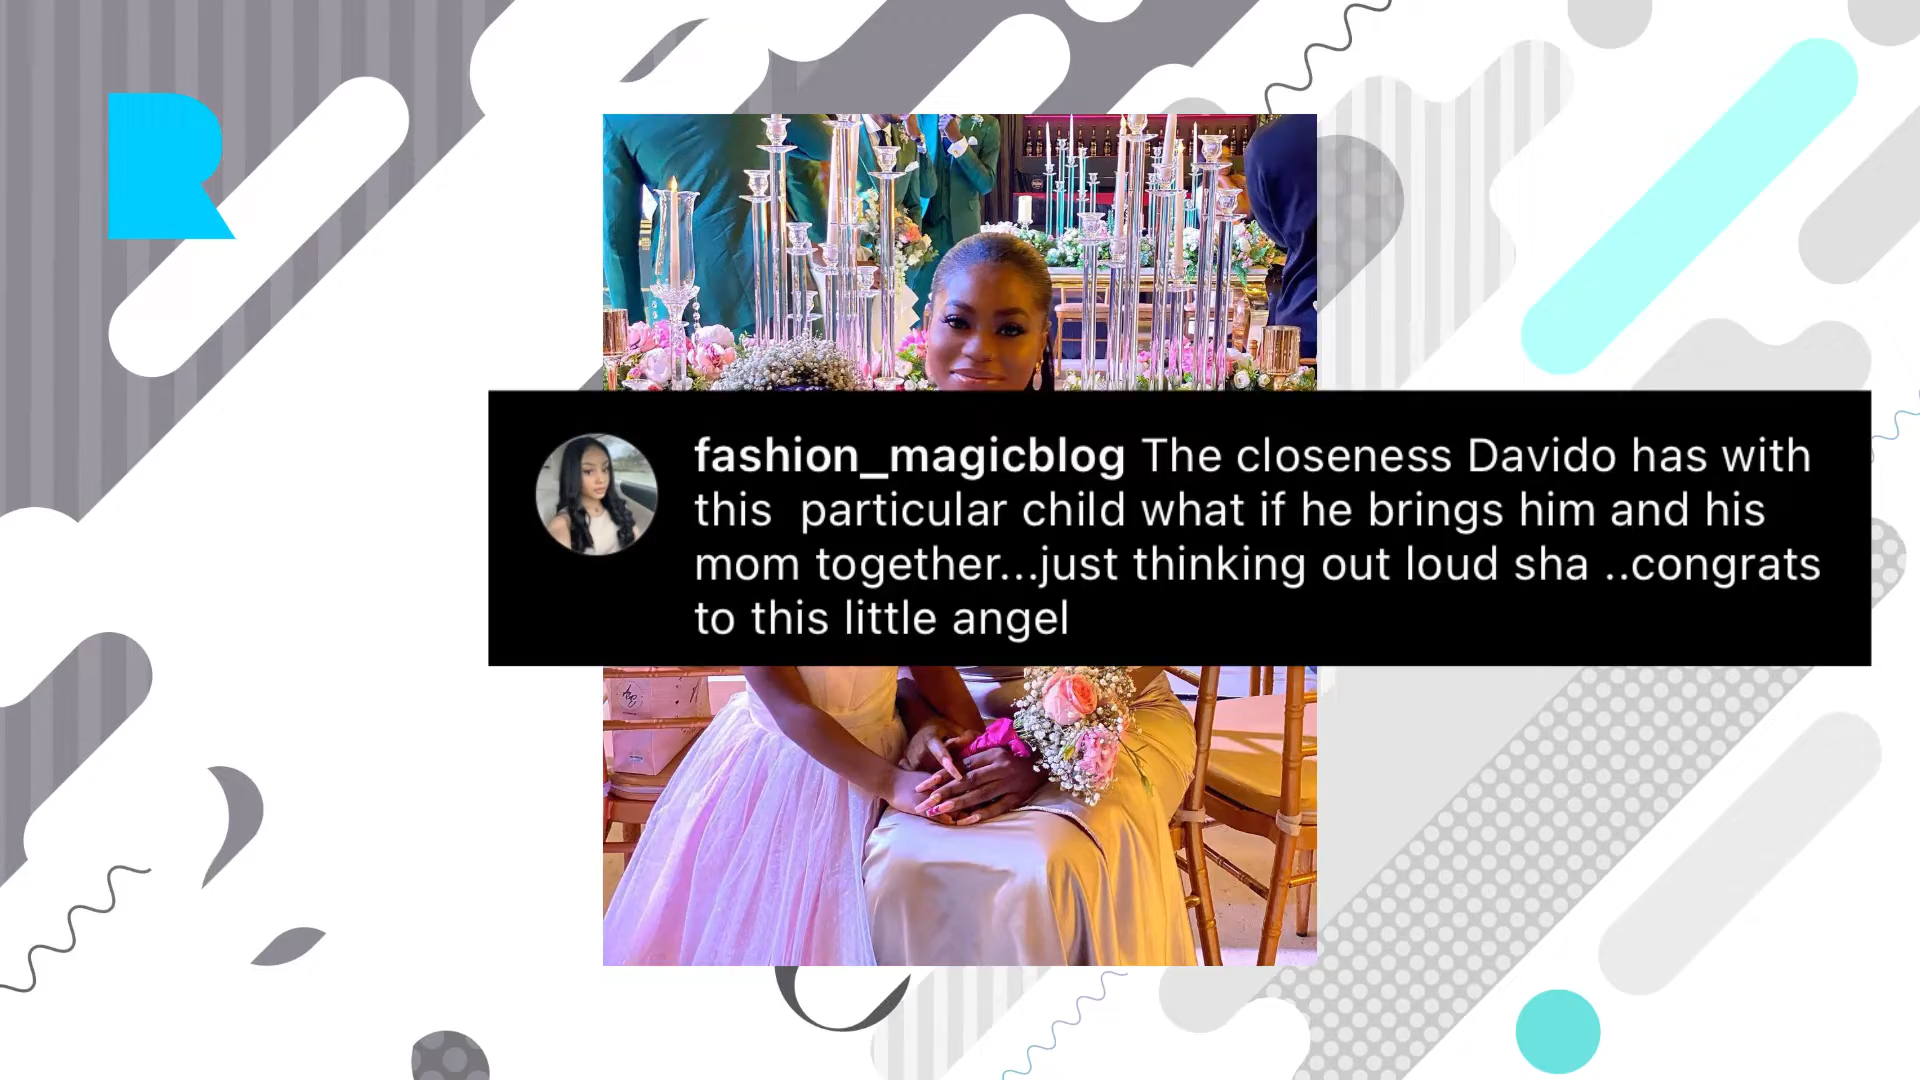 R
fashion_magicblog The closeness Davido has with
this  particular child what if he brings him and his
mom together...just thinking out loud sha ..congrats
to this little angel